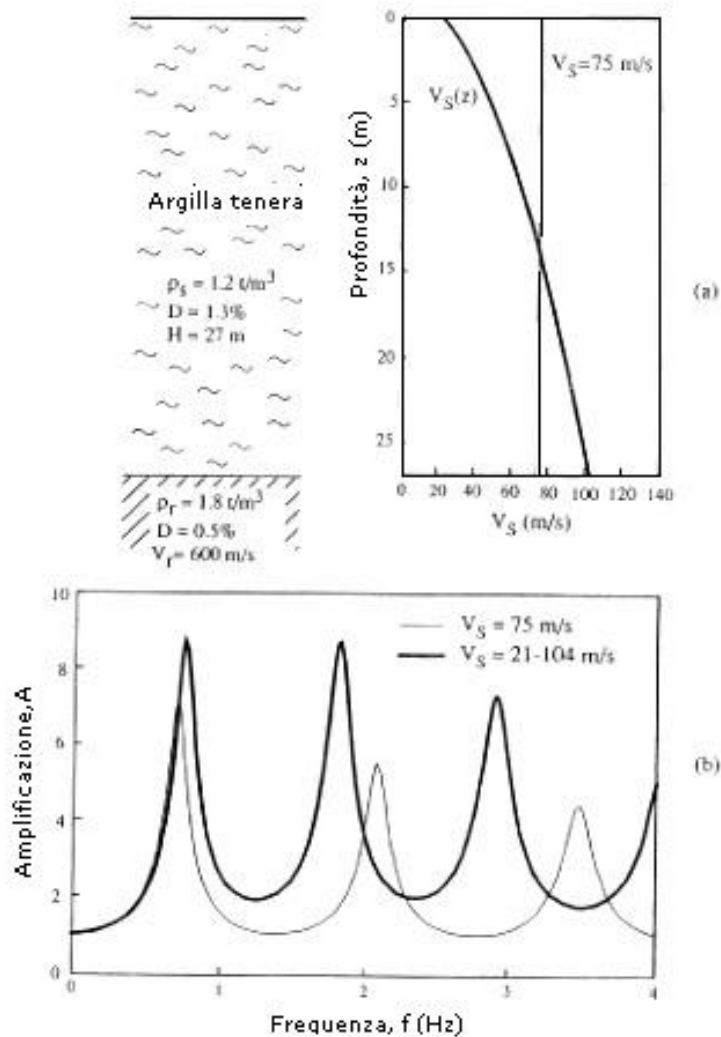 Argilla tenera
ρs = 1.2 t/m³
D = 1.3%
H = 27 m
ρr = 1.8 t/m³
D = 0.5%
Vr = 600 m/s
Profondità, z (m)
0
5
10
15
20
25
VS(z)
VS=75 m/s
0 20 40 60 80 100 120 140
VS (m/s)
(a)
Amplificazione, A
10
8
6
4
2
0
VS = 75 m/s
VS = 21-104 m/s
(b)
0 1 2 3 4
Frequenza, f (Hz)